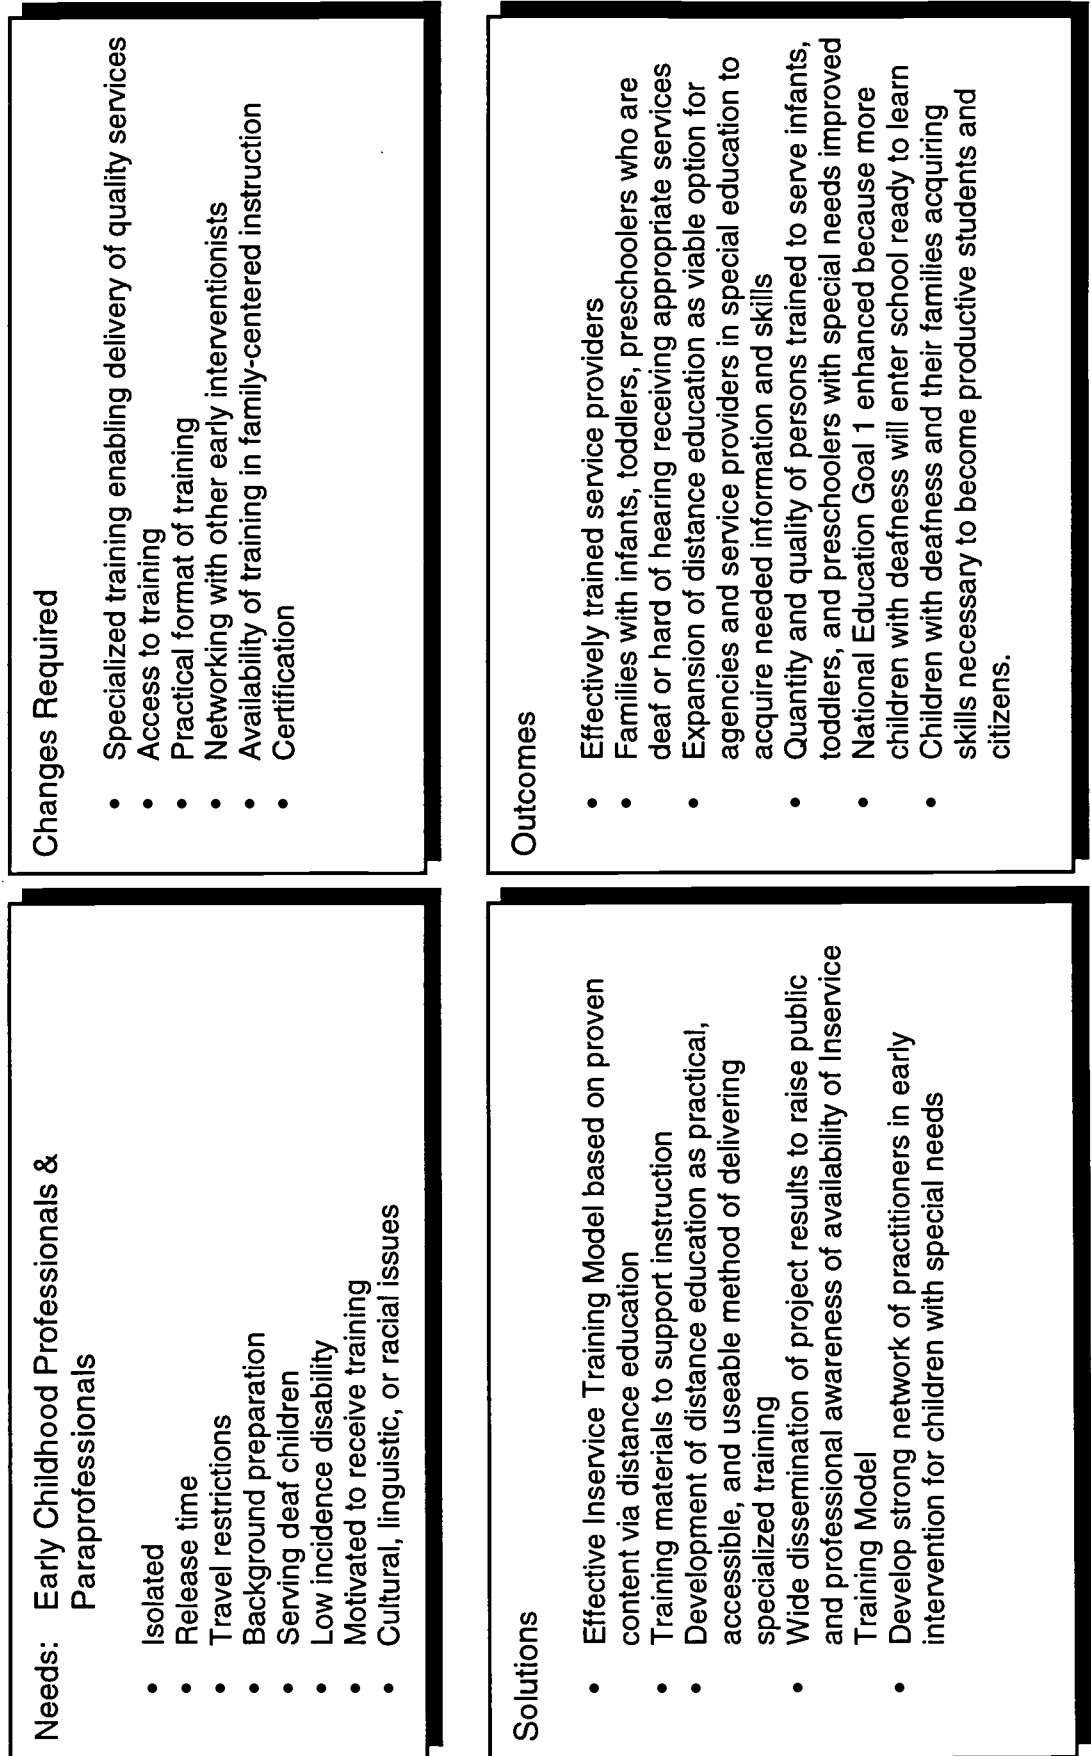 Needs: Early Childhood Professionals &
Paraprofessionals
• Isolated
• Release time
• Travel restrictions
• Background preparation
• Serving deaf children
• Low incidence disability
• Motivated to receive training
• Cultural, linguistic, or racial issues
Changes Required
• Specialized training enabling delivery of quality services
• Access to training
• Practical format of training
• Networking with other early interventionists
• Availability of training in family-centered instruction
• Certification
Solutions
• Effective Inservice Training Model based on proven
content via distance education
• Training materials to support instruction
• Development of distance education as practical,
accessible, and useable method of delivering
specialized training
• Wide dissemination of project results to raise public
and professional awareness of availability of Inservice
Training Model
• Develop strong network of practitioners in early
intervention for children with special needs
Outcomes
• Effectively trained service providers
• Families with infants, toddlers, preschoolers who are
deaf or hard of hearing receiving appropriate services
• Expansion of distance education as viable option for
agencies and service providers in special education to
acquire needed information and skills
• Quantity and quality of persons trained to serve infants,
toddlers, and preschoolers with special needs improved
• National Education Goal 1 enhanced because more
children with deafness will enter school ready to learn
• Children with deafness and their families acquiring
skills necessary to become productive students and
citizens.